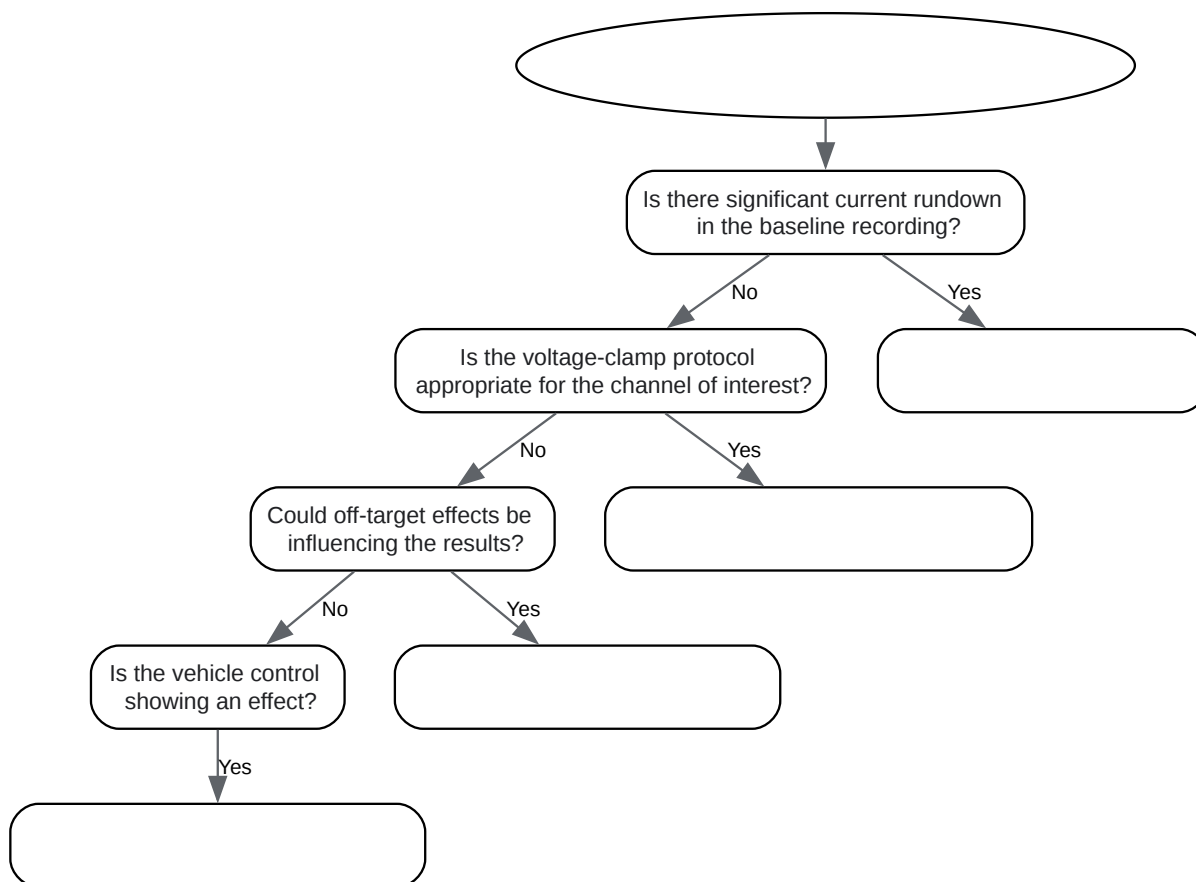 Is there significant current rundown
in the baseline recording?
No
Yes
Is the voltage-clamp protocol
appropriate for the channel of interest?
No
Yes
Could off-target effects be
influencing the results?
No
Yes
Is the vehicle control
showing an effect?
Yes